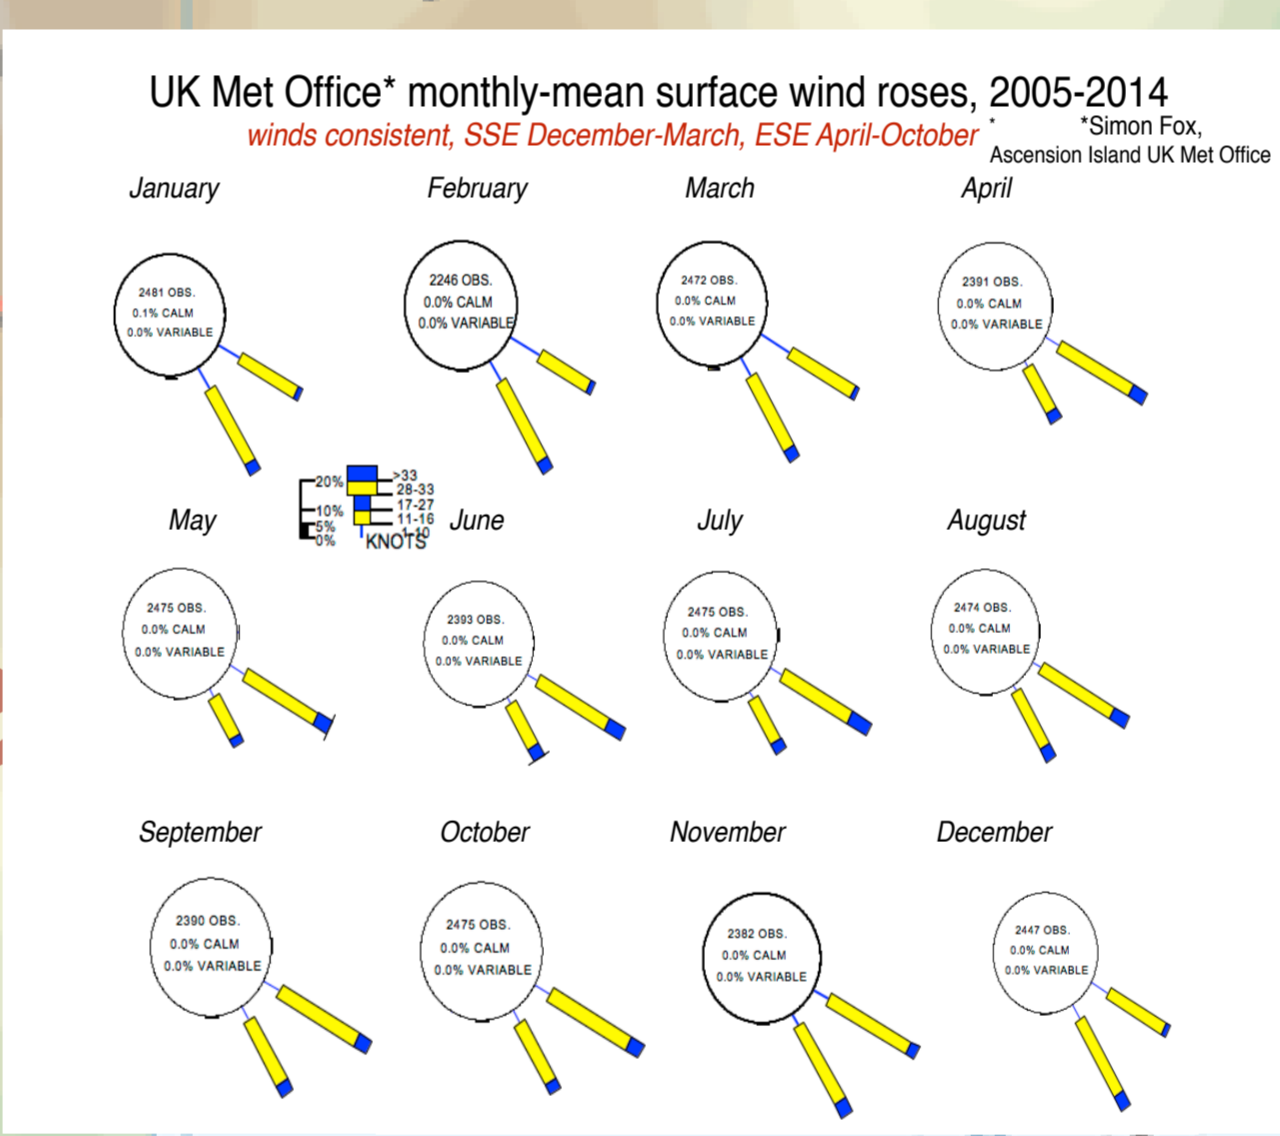 UK Met Office* monthly-mean surface wind roses, 2005-2014
winds consistent, SSE December-March, ESE April-October *
*Simon Fox,
Ascension Island UK Met Office
January February March April
2481 OBS.
0.1% CALM
0.0% VARIABLE
2246 OBS.
0.0% CALM
0.0% VARIABLE
2472 OBS.
0.0% CALM
0.0% VARIABLE
2391 OBS.
0.0% CALM
0.0% VARIABLE
20%
10%
5%
0%
>33
28-33
17-27
11-16
1-10
KNOTS
May June July August
2475 OBS.
0.0% CALM
0.0% VARIABLE
2393 OBS.
0.0% CALM
0.0% VARIABLE
2475 OBS.
0.0% CALM
0.0% VARIABLE
2474 OBS.
0.0% CALM
0.0% VARIABLE
September October November December
2390 OBS.
0.0% CALM
0.0% VARIABLE
2475 OBS.
0.0% CALM
0.0% VARIABLE
2382 OBS.
0.0% CALM
0.0% VARIABLE
2447 OBS.
0.0% CALM
0.0% VARIABLE